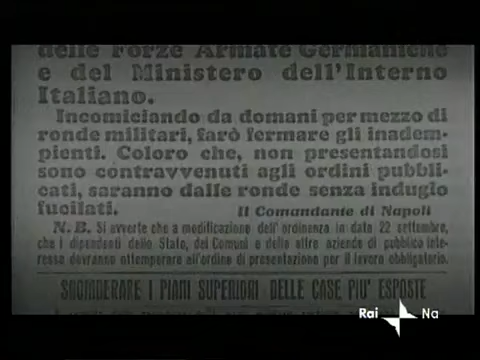 delle Forze Armate Germaniche
e del Ministero dell'Interno
Italiano.
Incominciando da domani per mezzo di
ronde militari, farò fermare gli inadem-
pienti. Coloro che, non presentandosi
sono contravvenuti agli ordini pubbli-
cati, saranno dalle ronde senza indugio
fucilati. Il Comandante di Napoli
N. B. Si avverte che a modificazione dell'ordinanza in data 22 settembre,
che i dipendenti dello Stato, dei Comuni e delle altre aziende di pubblico inte-
resse dovranno ottemperare all'ordine di presentazione per il lavoro obbligatorio.
SGOMBERARE I PIANI SUPERIORI DELLE CASE PIU' ESPOSTE
Rai Na